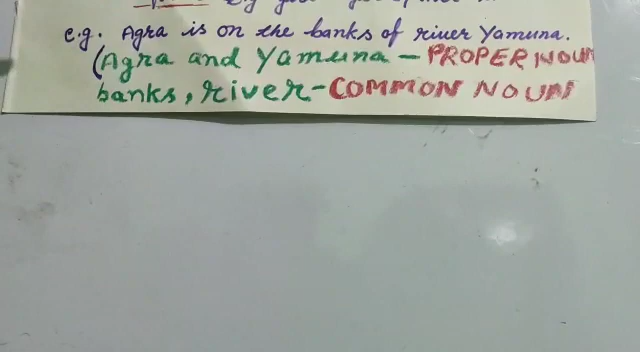 e.g. Agra is on the banks of river Yamuna.
(Agra and Yamuna – PROPER NOUN
banks, river – COMMON NOUN